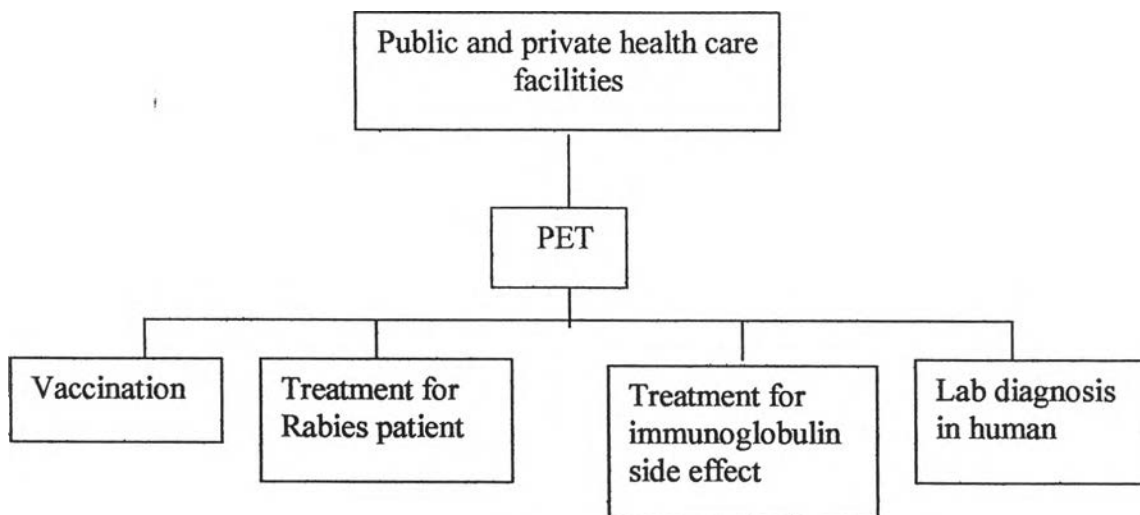 Public and private health care
facilities
PET
Vaccination
Treatment for
Rabies patient
Treatment for
immunoglobulin
side effect
Lab diagnosis
in human